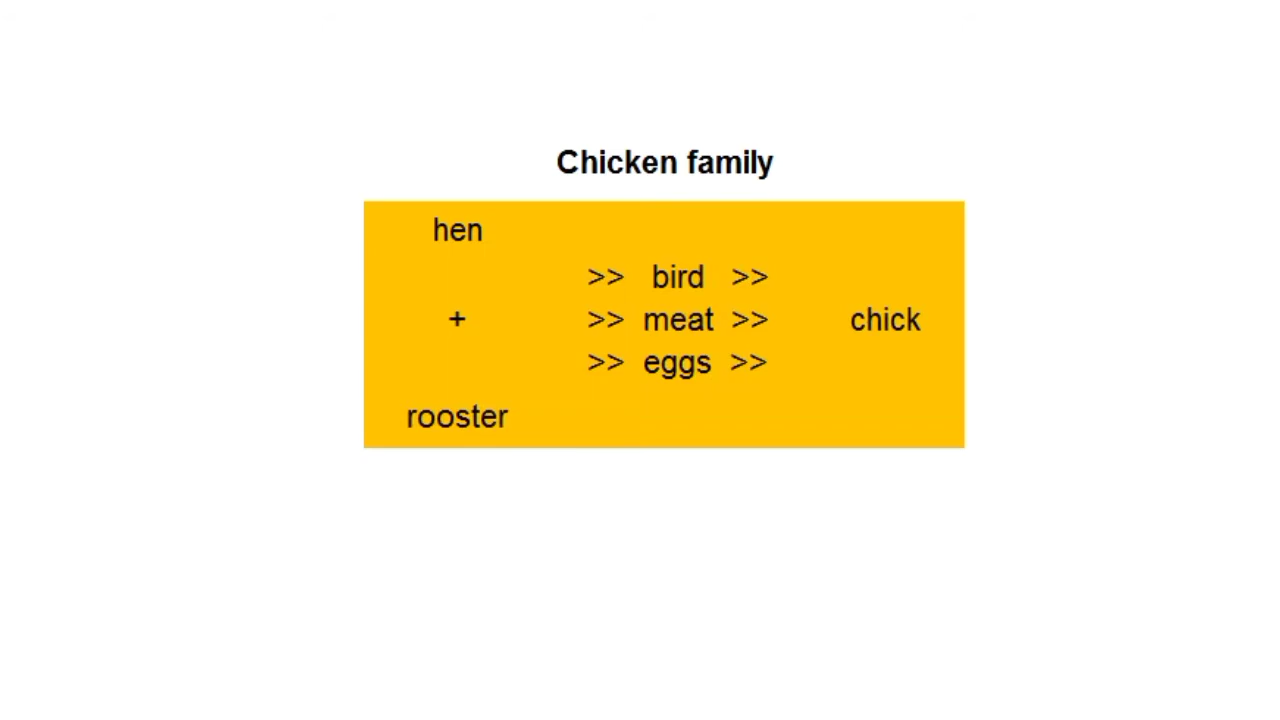 Chicken family
hen
>> bird >>
+ >> meat >> chick
>> eggs >>
rooster